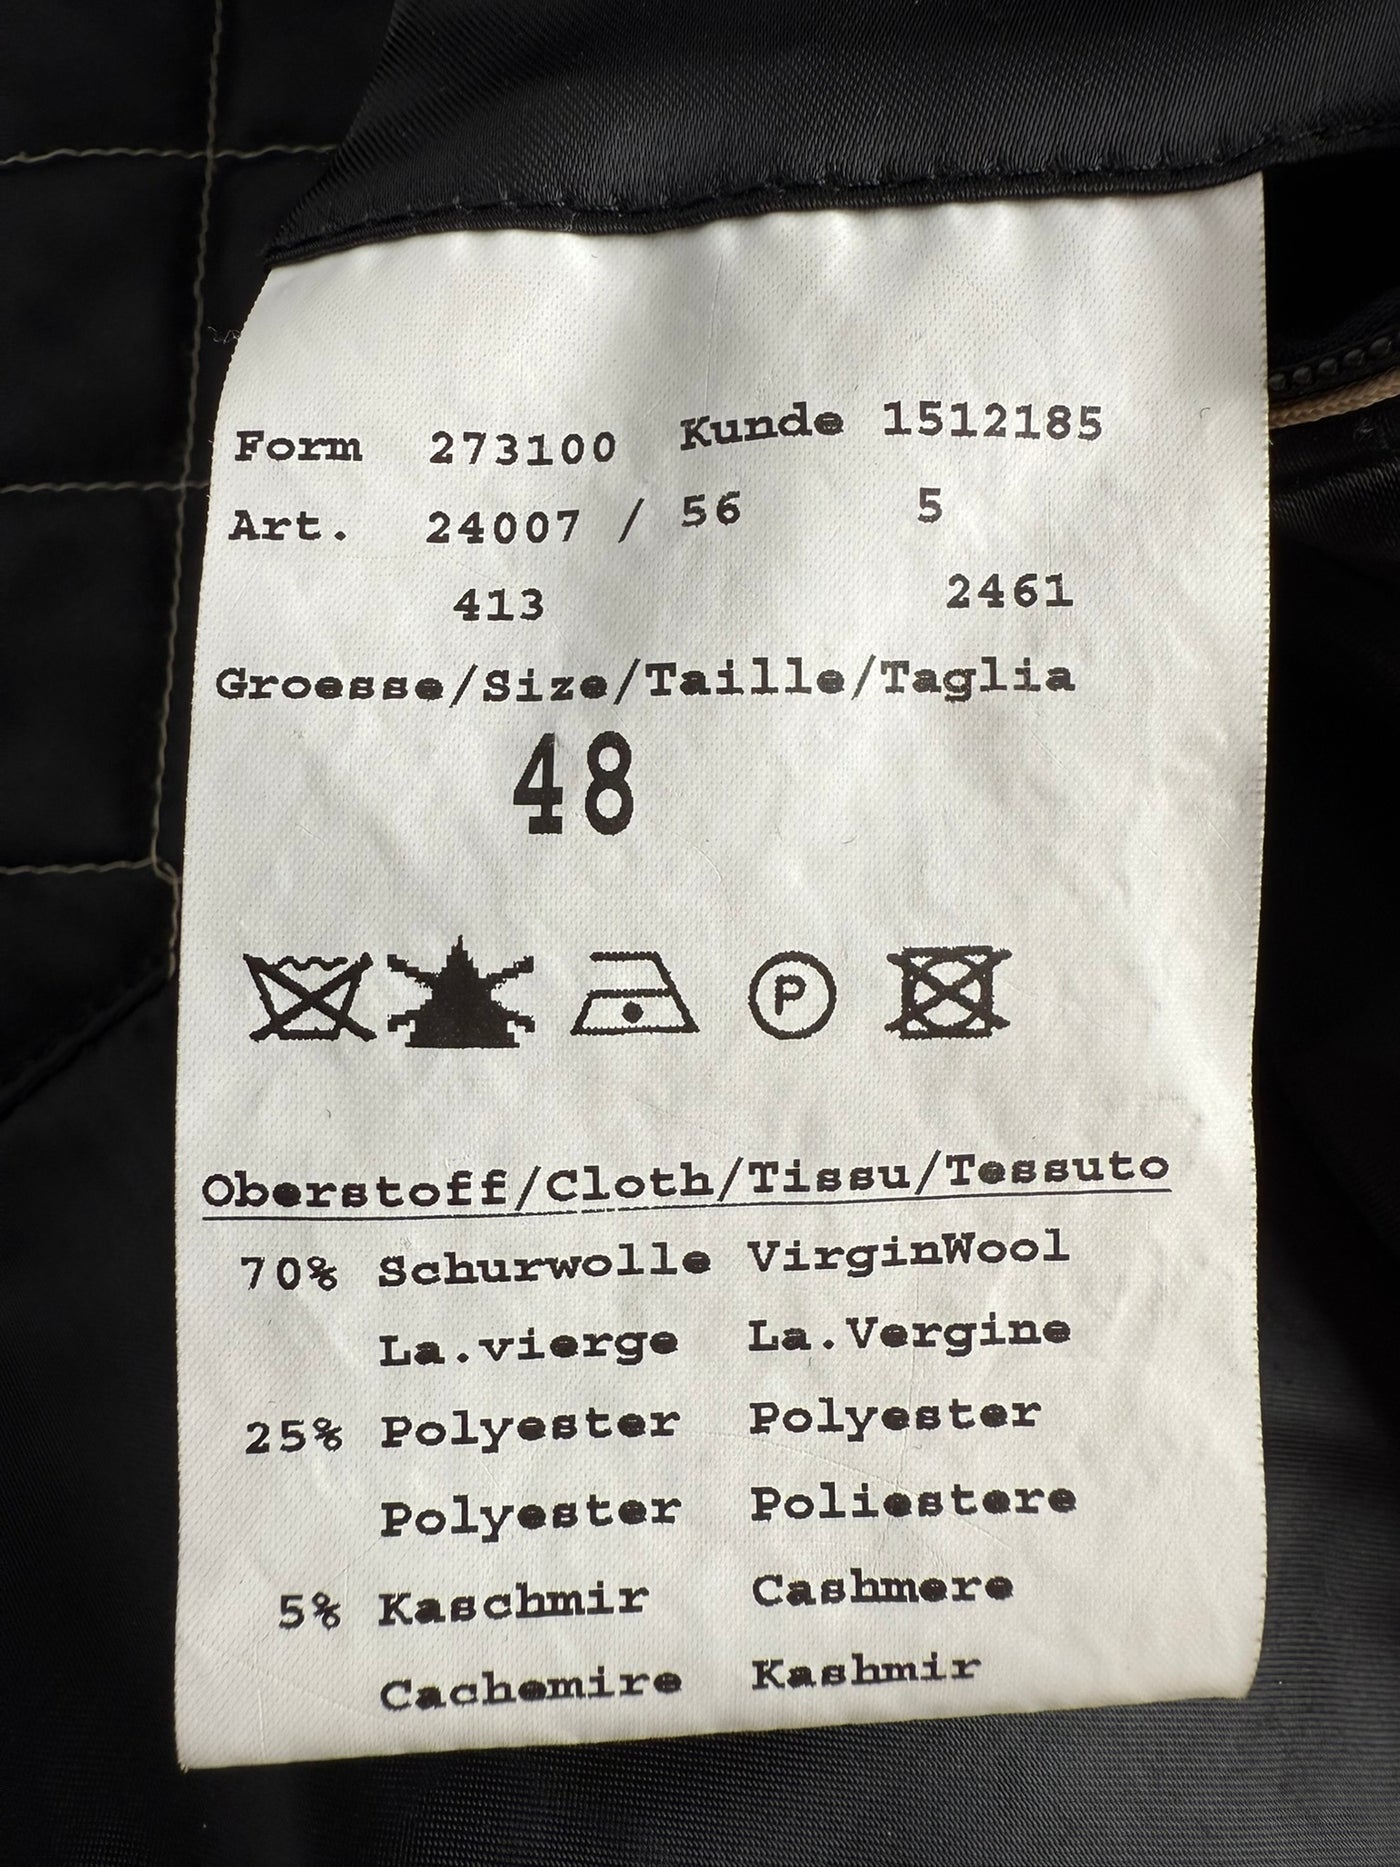 Form 273100 Kunde 1512185
Art. 24007 / 56 5
413 2461
Groesse/Size/Taille/Taglia
48
P
Oberstoff/Cloth/Tissu/Tessuto
70% Schurwolle VirginWool
La.vierge La.Vergine
25% Polyester Polyester
Polyester Poliestere
5% Kaschmir Cashmere
Cachemire Kashmir